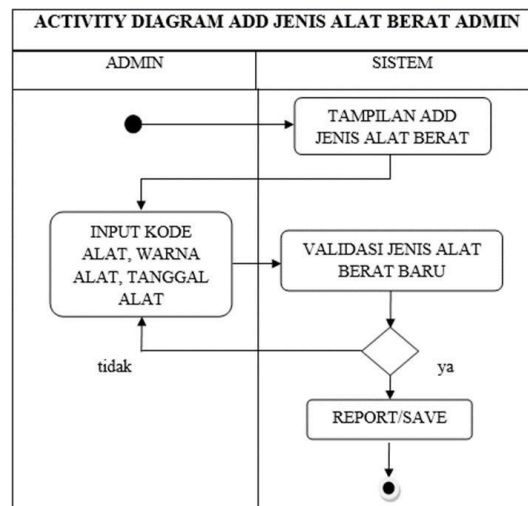 ACTIVITY DIAGRAM ADD JENIS ALAT BERAT ADMIN
ADMIN
SISTEM
TAMPILAN ADD
JENIS ALAT BERAT
INPUT KODE
ALAT, WARNA
ALAT, TANGGAL
ALAT
VALIDASI JENIS ALAT
BERAT BARU
tidak
ya
REPORT/SAVE